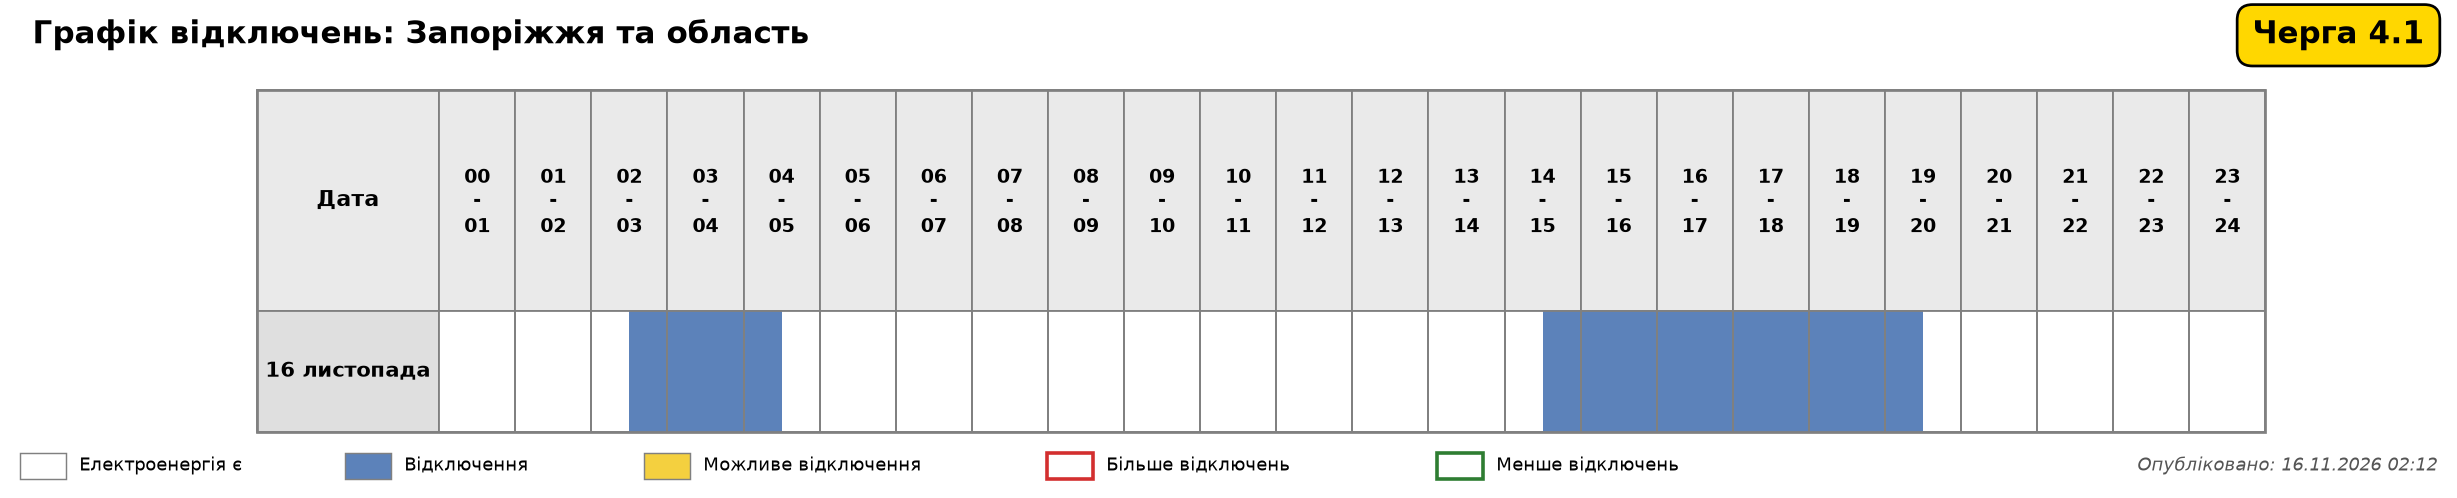 Графік відключень: Запоріжжя та область
Черга 4.1
Дата
00 - 01
01 - 02
02 - 03
03 - 04
04 - 05
05 - 06
06 - 07
07 - 08
08 - 09
09 - 10
10 - 11
11 - 12
12 - 13
13 - 14
14 - 15
15 - 16
16 - 17
17 - 18
18 - 19
19 - 20
20 - 21
21 - 22
22 - 23
23 - 24
16 листопада
Електроенергія є
Відключення
Можливе відключення
Більше відключень
Менше відключень
Опубліковано: 16.11.2026 02:12